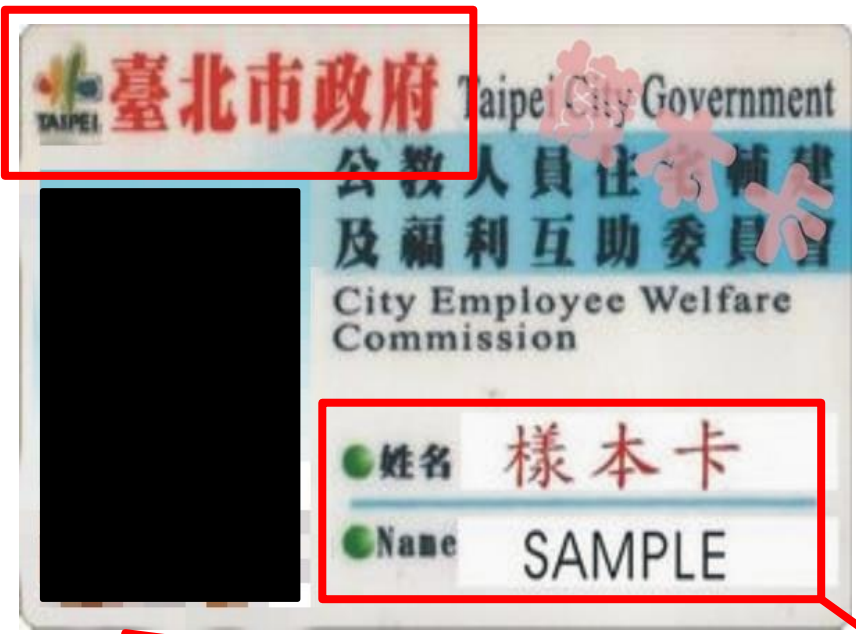 TAIPEI 臺北市政府 Taipei City Government
樣本卡
公教人員住宅輔建
及福利互助委員會
City Employee Welfare
Commission
姓名 樣本卡
Name SAMPLE